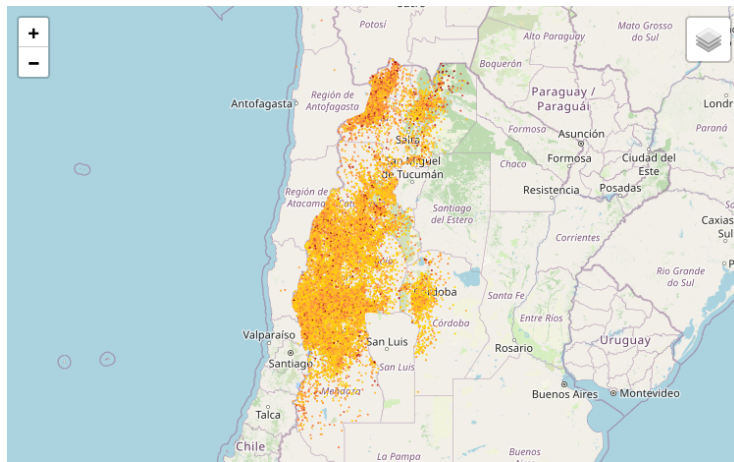 +
−
Potosí
Mato Grosso
do Sul
Alto Paraguay
Boquerón
Antofagasta
Región de
Antofagasta
Paraguay /
Paraguái
Londr
Asunción
Paraná
Salta
Formosa
San Miguel
de Tucumán
Chaco
Formosa
Ciudad del
Este
Región de
Atacama
Resistencia
Posadas
Santiago
del Estero
Corrientes
Caxias
Sul
Rio Grande
do Sul
Córdoba
Santa Fe
Entre Ríos
Córdoba
Valparaíso
San Luis
Rosario
Uruguay
Santiago
San Luis
Mendoza
Buenos Aires
Montevideo
Talca
Chile
La Pampa
Buenos